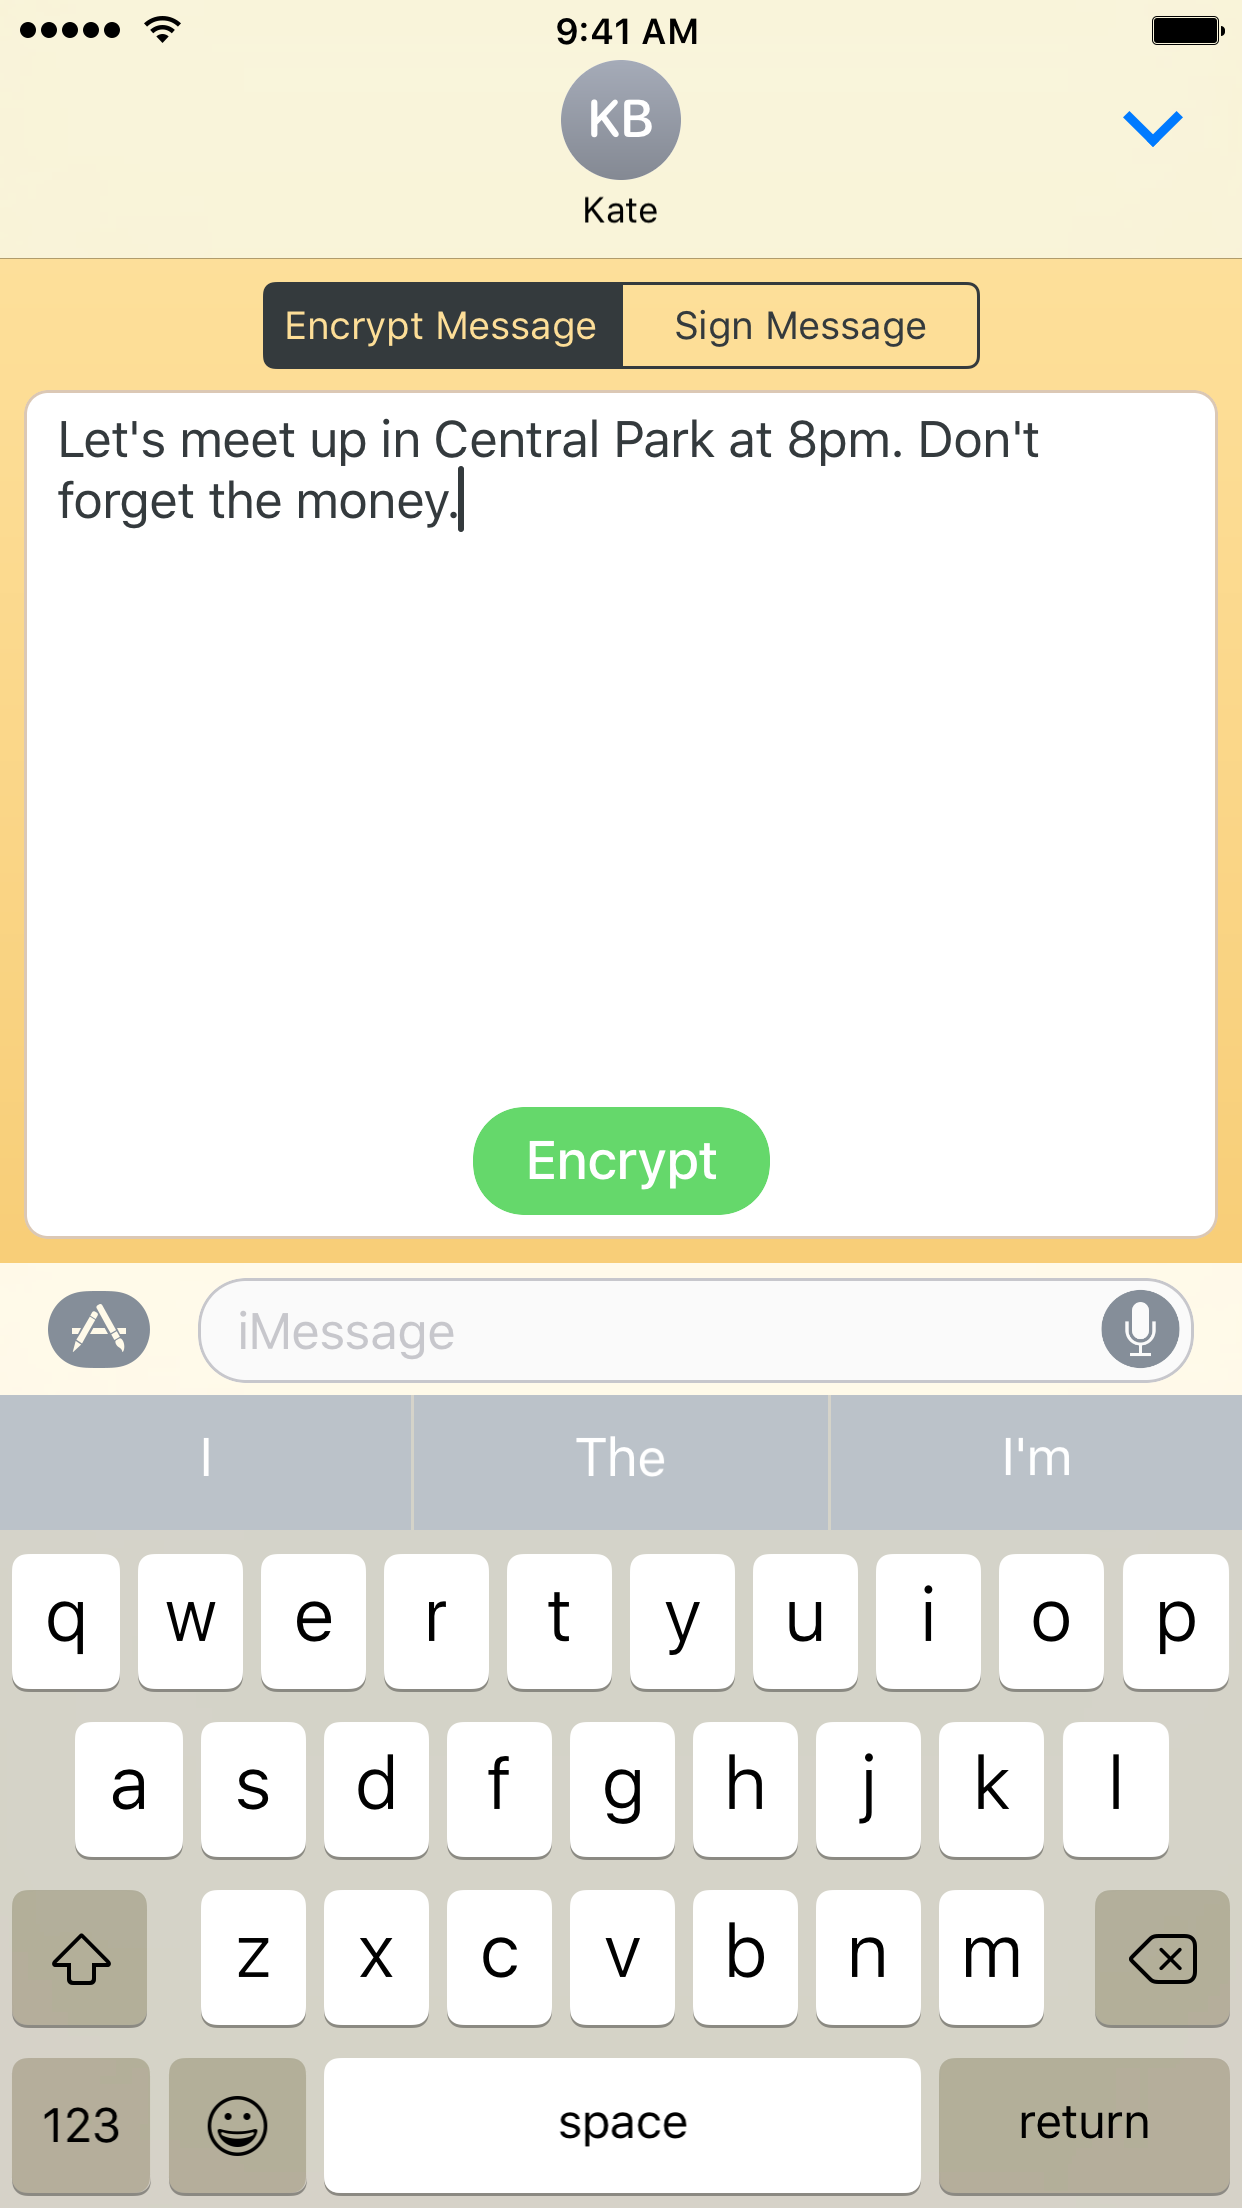 9:41 AM
KB
Kate
Encrypt Message
Sign Message
Let's meet up in Central Park at 8pm. Don't
forget the money.
Encrypt
iMessage
I
The
I'm
q w e r t y u i o p
a s d f g h j k l
z x c v b n m
123
space
return